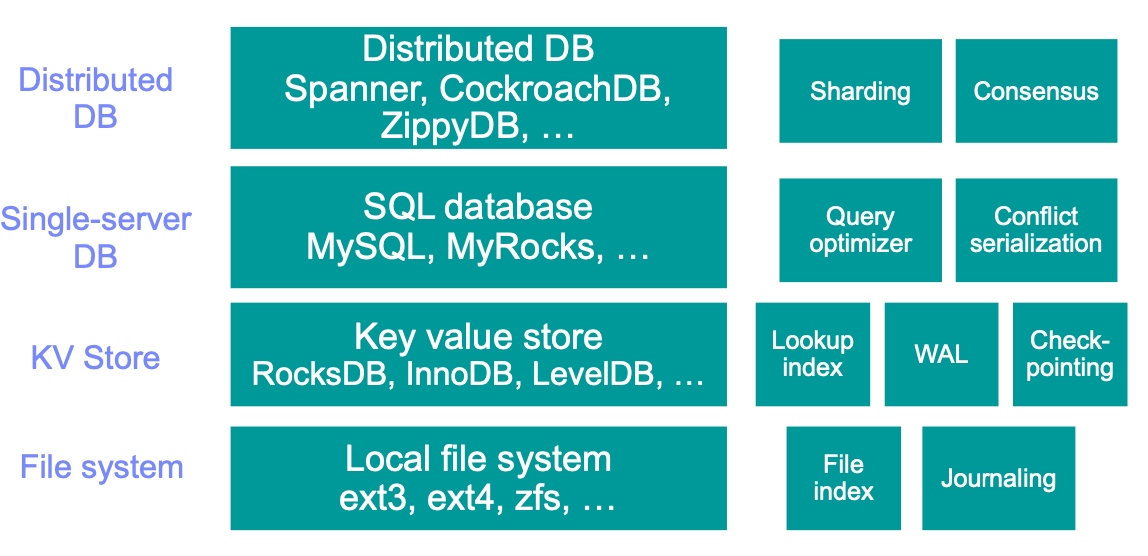 Distributed
DB
Distributed DB
Spanner, CockroachDB,
ZippyDB, …
Sharding
Consensus
Single-server
DB
SQL database
MySQL, MyRocks, …
Query
optimizer
Conflict
serialization
KV Store
Key value store
RocksDB, InnoDB, LevelDB, …
Lookup
index
WAL
Check-
pointing
File system
Local file system
ext3, ext4, zfs, …
File
index
Journaling